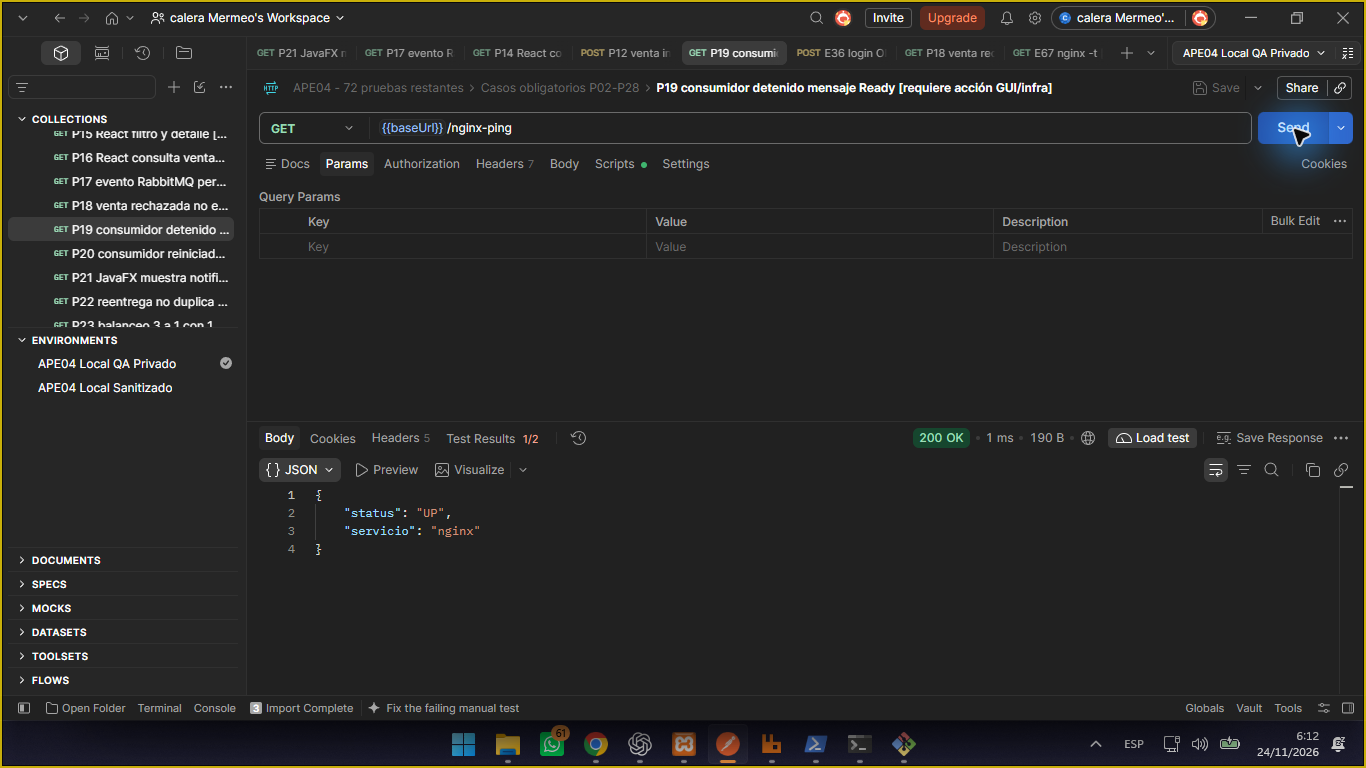 calera Mermeo's Workspace
Invite
Upgrade
calera Mermeo'...
GET P21 JavaFX
GET P17 evento R
GET P14 React co
POST P12 venta in
GET P19 consumi
POST E36 login O
GET P18 venta re
GET E67 nginx -t
APE04 Local QA Privado
HTTP APE04 - 72 pruebas restantes > Casos obligatorios P02-P28 > P19 consumidor detenido mensaje Ready [requiere acción GUI/infra]
Save
Share
COLLECTIONS
GET P15 React filtro y detalle [...
GET P16 React consulta venta...
GET P17 evento RabbitMQ per...
GET P18 venta rechazada no e...
GET P19 consumidor detenido ...
GET P20 consumidor reiniciad...
GET P21 JavaFX muestra notifi...
GET P22 reentrega no duplica ...
GET P23 balanceo 3 a 1 con 1
ENVIRONMENTS
APE04 Local QA Privado
APE04 Local Sanitizado
DOCUMENTS
SPECS
MOCKS
DATASETS
TOOLSETS
FLOWS
GET
{{baseUrl}} /nginx-ping
Send
Docs Params Authorization Headers 7 Body Scripts Settings
Cookies
Query Params
Key Value Description Bulk Edit
Key Value Description
Body Cookies Headers 5 Test Results 1/2
200 OK • 1 ms • 190 B
Load test
e.g. Save Response
{ } JSON
Preview
Visualize
1 {
2 "status": "UP",
3 "servicio": "nginx"
4 }
Open Folder Terminal Console 3 Import Complete Fix the failing manual test
Globals Vault Tools
61
ESP
6:12
24/11/2026